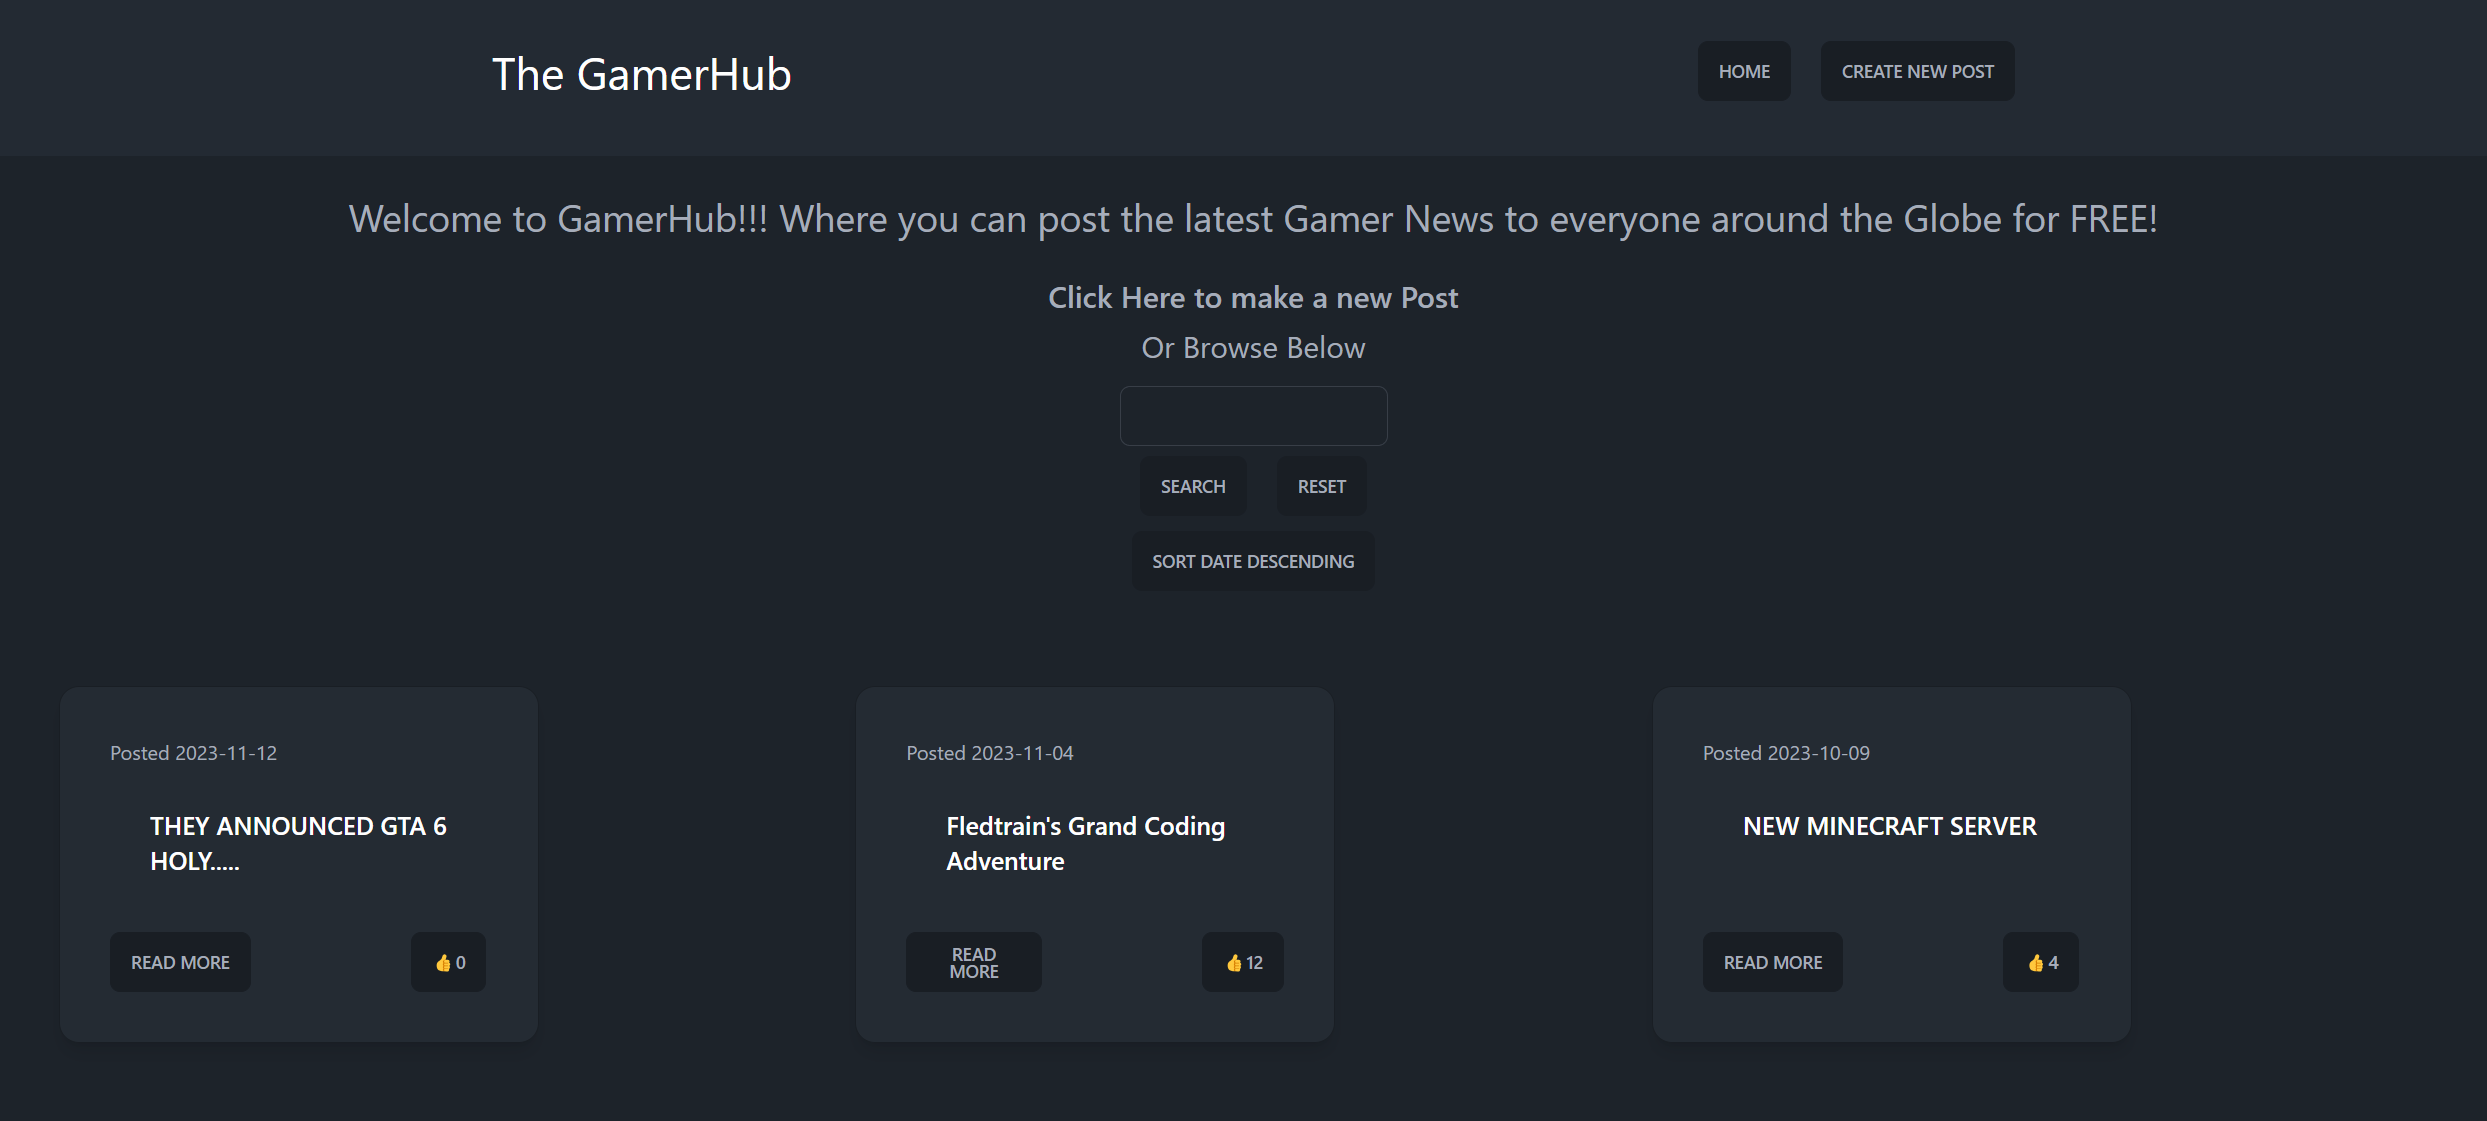 The GamerHub
HOME
CREATE NEW POST
Welcome to GamerHub!!! Where you can post the latest Gamer News to everyone around the Globe for FREE!
Click Here to make a new Post
Or Browse Below
SEARCH
RESET
SORT DATE DESCENDING
Posted 2023-11-12
THEY ANNOUNCED GTA 6
HOLY.....
READ MORE
👍 0
Posted 2023-11-04
Fledtrain's Grand Coding
Adventure
READ
MORE
👍 12
Posted 2023-10-09
NEW MINECRAFT SERVER
READ MORE
👍 4